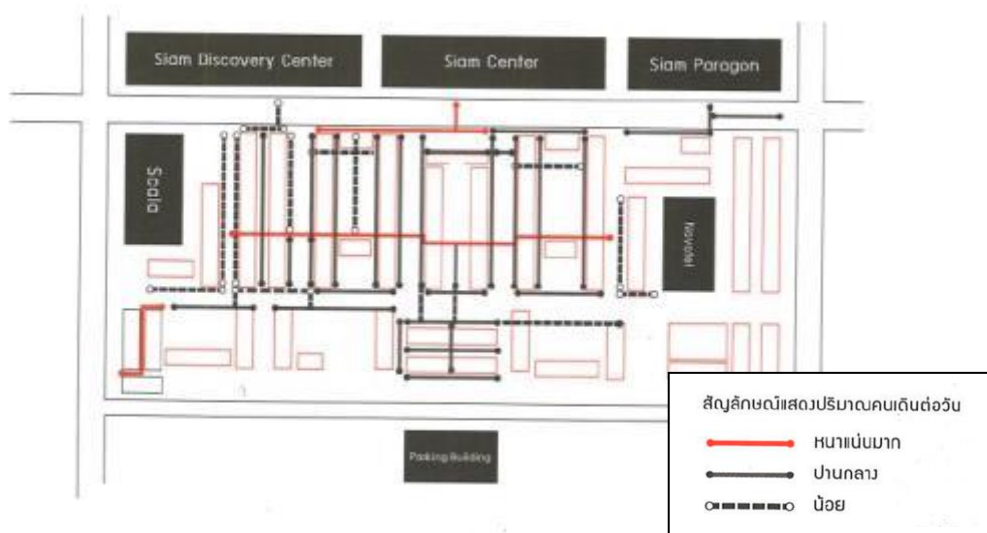 Siam Discovery Center
Siam Center
Siam Paragon
Scala
Novotel
Parking Building
สัญลักษณ์แสดงปริมาณคนเดินต่อวัน
หนาแน่นมาก
ปานกลาง
น้อย